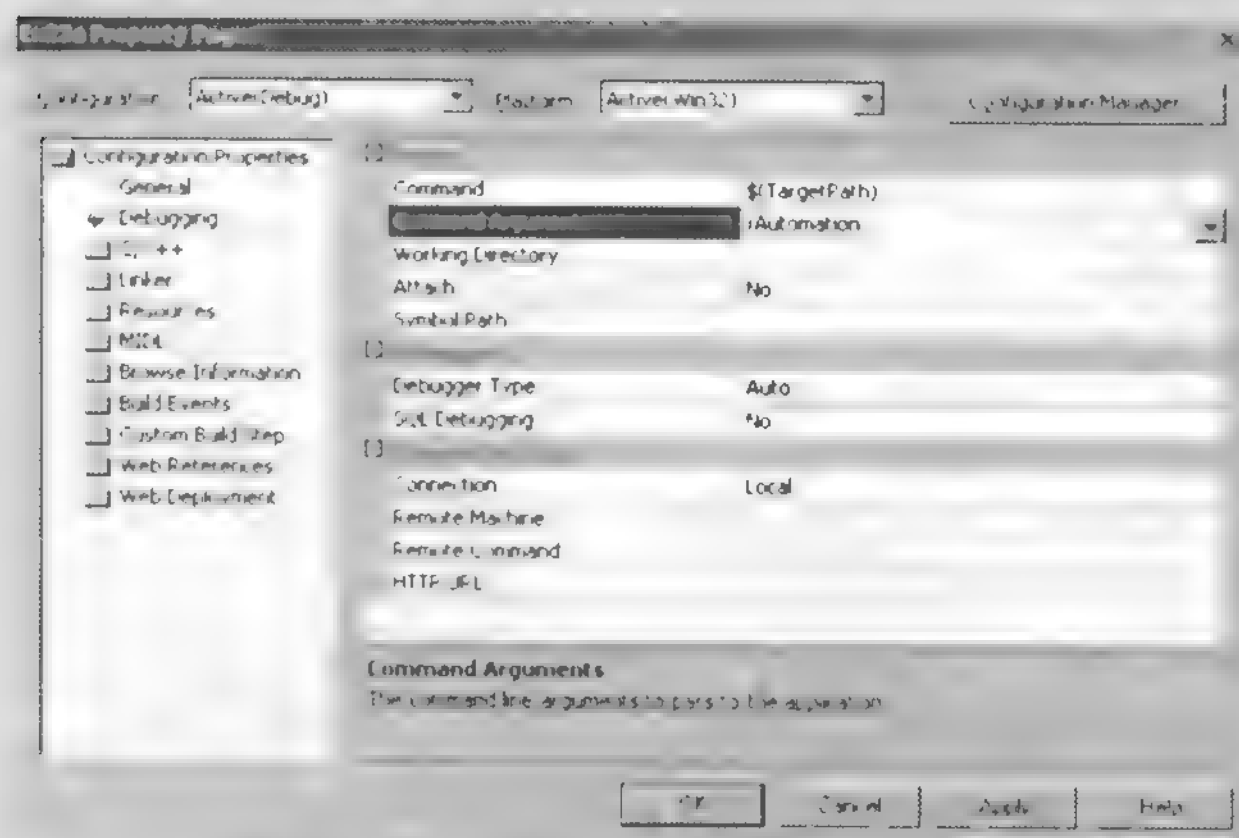 Property
Configuration Active(Debug) Platform Active(Win32) Configuration Manager
Configuration Properties
General
Debugging
C/C++
Linker
Resources
MIDL
Browse Information
Build Events
Custom Build Step
Web References
Web Deployment
Command $(TargetPath)
Command Arguments /Automation
Working Directory
Attach No
Symbol Path
Debugger Type Auto
SQL Debugging No
Connection Local
Remote Machine
Remote Command
HTTP URL
Command Arguments
The command line arguments to pass to the application
OK Cancel Apply Help